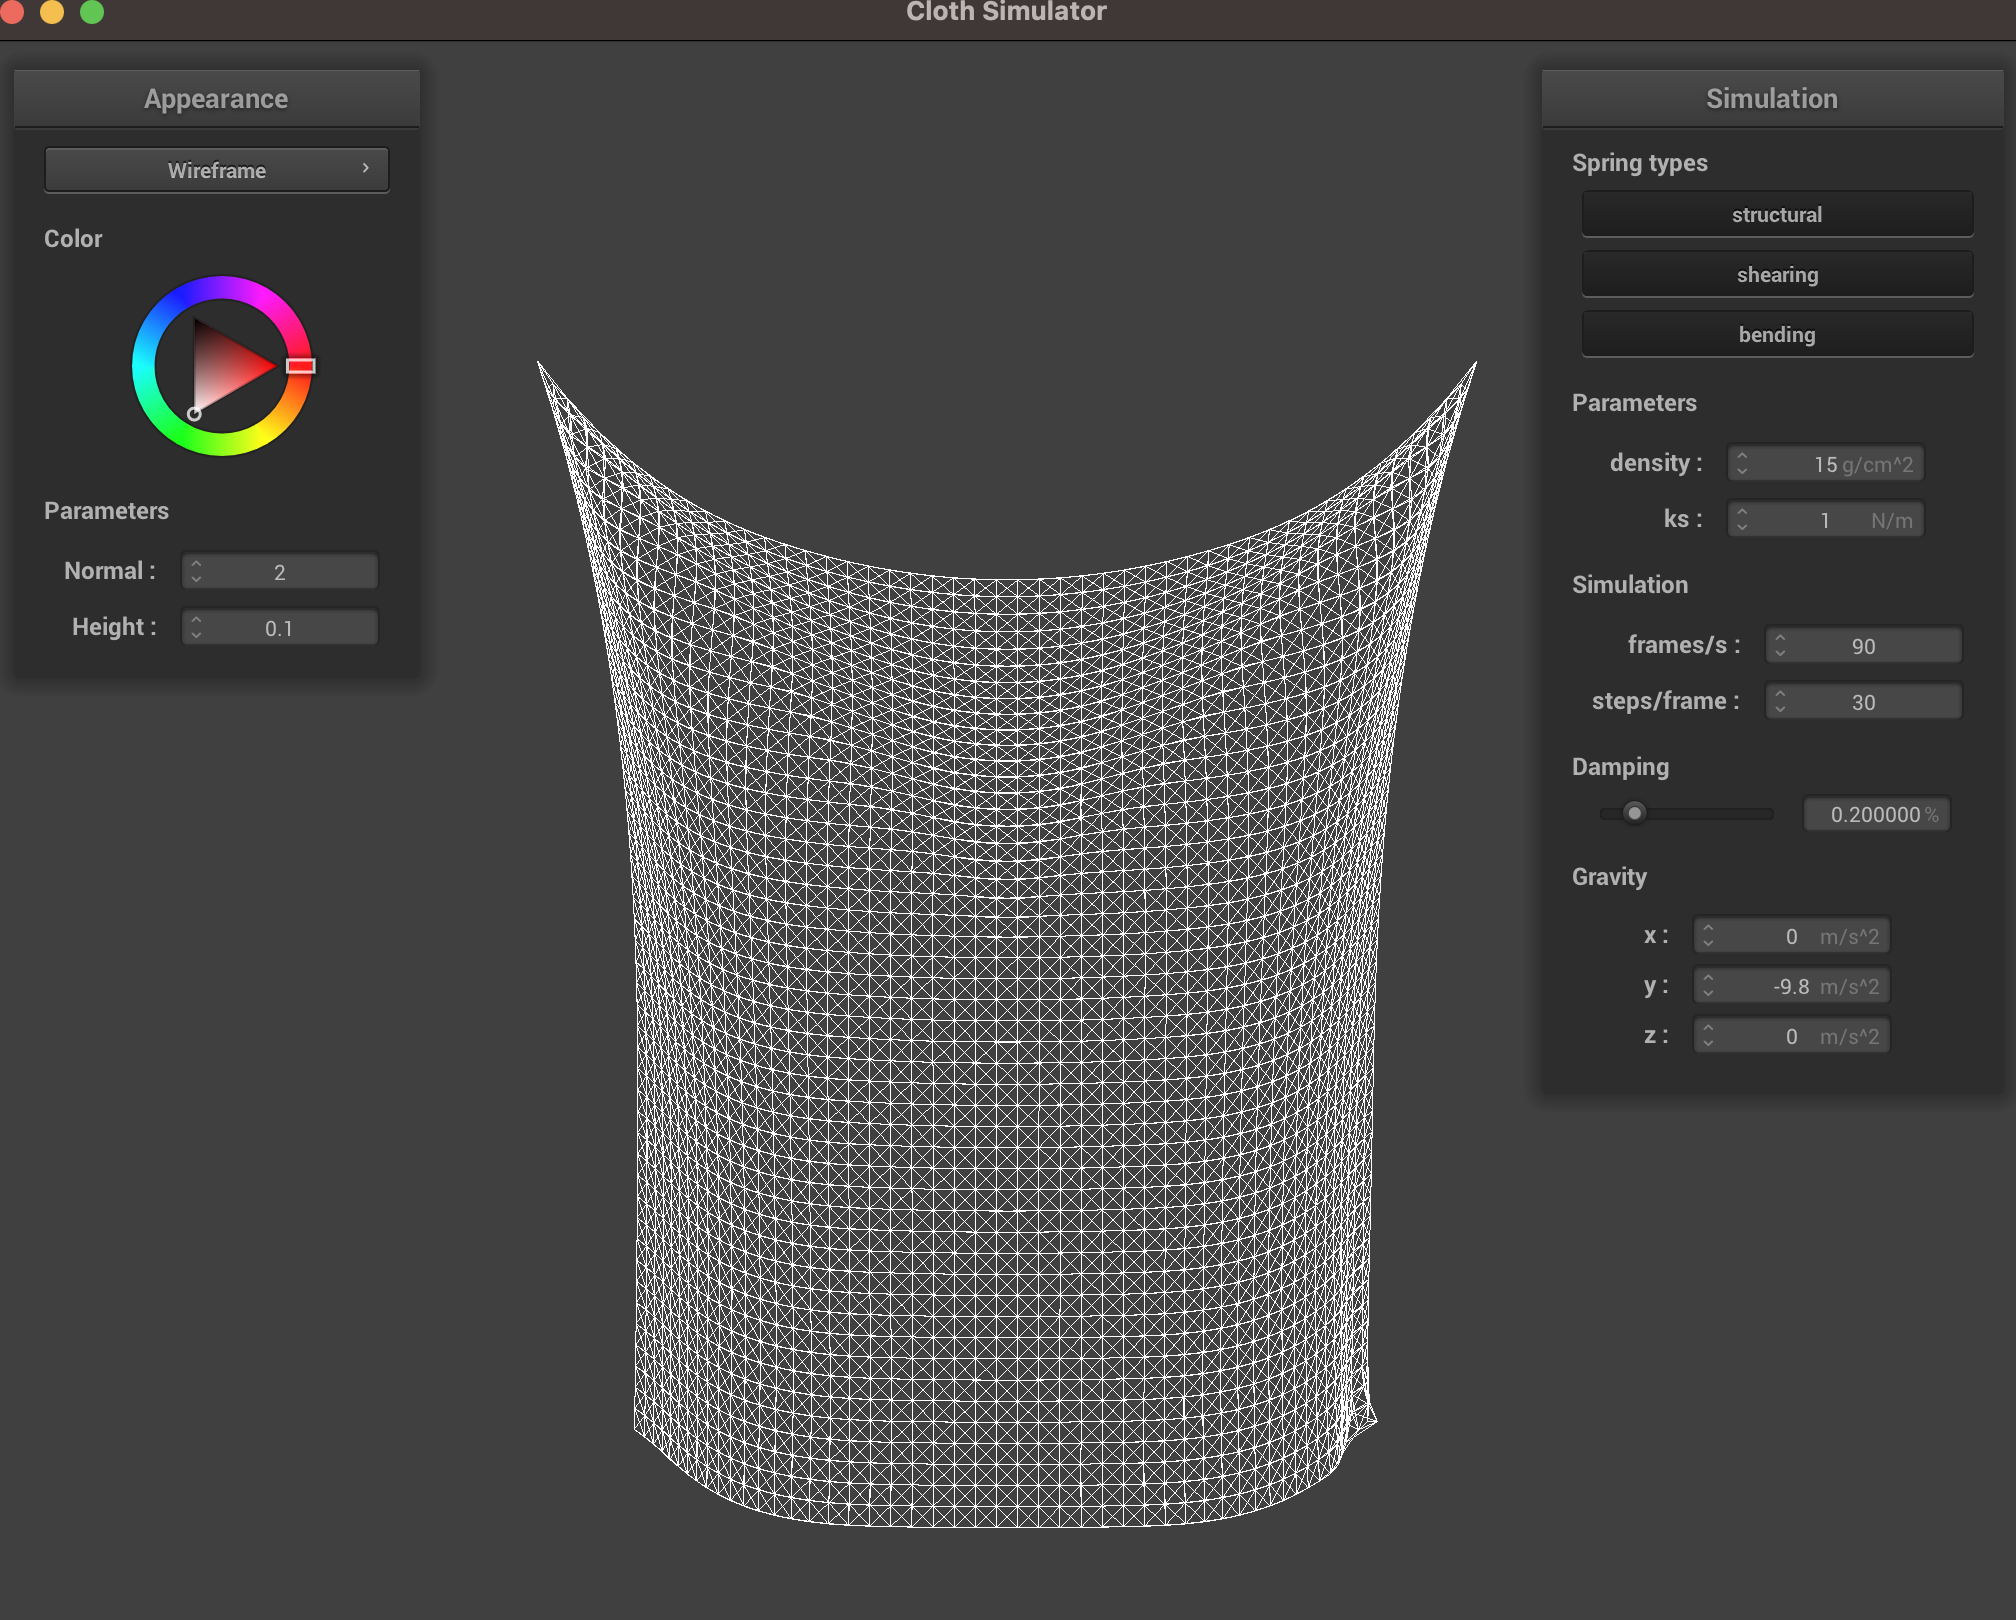 Cloth Simulator
Appearance
Wireframe
Color
Parameters
Normal : 2
Height : 0.1
Simulation
Spring types
structural
shearing
bending
Parameters
density : 15 g/cm^2
ks : 1 N/m
Simulation
frames/s : 90
steps/frame : 30
Damping
0.200000 %
Gravity
x : 0 m/s^2
y : -9.8 m/s^2
z : 0 m/s^2